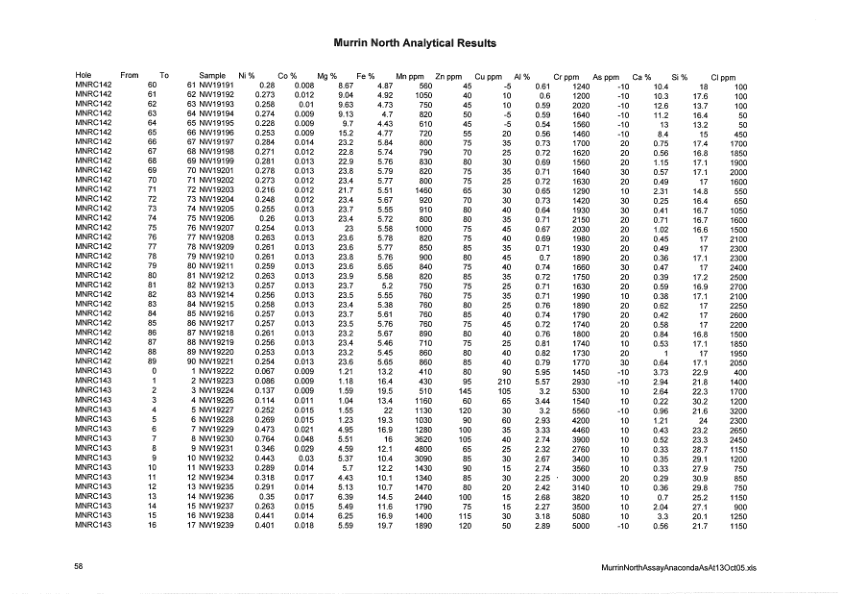 Murrin North Analytical Results
Hole From To Sample Ni % Co % Mg % Fe % Mn ppm Zn ppm Cu ppm Al % Cr ppm As ppm Ca % Si % Cl ppm
MNRC142 60 61 NW19191 0.28 0.008 8.67 4.87 560 45 -5 0.61 1240 -10 10.4 18 100
MNRC142 61 62 NW19192 0.273 0.012 9.04 4.92 1050 40 10 0.6 1200 -10 10.3 17.6 100
MNRC142 62 63 NW19193 0.258 0.01 9.63 4.73 750 45 10 0.59 2020 -10 12.6 13.7 100
MNRC142 63 64 NW19194 0.274 0.009 9.13 4.7 820 50 -5 0.59 1640 -10 11.2 16.4 50
MNRC142 64 65 NW19195 0.228 0.009 9.7 4.43 610 45 -5 0.54 1560 -10 13 13.2 50
MNRC142 65 66 NW19196 0.253 0.009 15.2 4.77 720 55 20 0.56 1460 -10 8.4 15 450
MNRC142 66 67 NW19197 0.284 0.014 23.2 5.84 800 75 35 0.73 1700 20 0.75 17.4 1700
MNRC142 67 68 NW19198 0.271 0.012 22.8 5.74 790 70 25 0.72 1620 20 0.56 16.8 1850
MNRC142 68 69 NW19199 0.281 0.013 22.9 5.76 830 80 30 0.69 1560 20 1.15 17.1 1900
MNRC142 69 70 NW19201 0.278 0.013 23.8 5.79 820 75 35 0.71 1640 30 0.57 17.1 2000
MNRC142 70 71 NW19202 0.273 0.012 23.4 5.77 800 75 25 0.72 1630 20 0.49 17 1600
MNRC142 71 72 NW19203 0.216 0.012 21.7 5.51 1460 65 30 0.65 1290 10 2.31 14.8 550
MNRC142 72 73 NW19204 0.248 0.012 23.4 5.67 920 70 30 0.73 1420 30 0.25 16.4 650
MNRC142 73 74 NW19205 0.255 0.013 23.7 5.55 910 80 40 0.64 1930 30 0.41 16.7 1050
MNRC142 74 75 NW19206 0.26 0.013 23.4 5.72 800 80 35 0.71 2150 20 0.71 16.7 1600
MNRC142 75 76 NW19207 0.254 0.013 23 5.58 1000 75 45 0.67 2030 20 1.02 16.6 1500
MNRC142 76 77 NW19208 0.263 0.013 23.6 5.78 820 75 40 0.69 1980 20 0.45 17 2100
MNRC142 77 78 NW19209 0.261 0.013 23.6 5.77 850 85 35 0.71 1930 20 0.49 17 2300
MNRC142 78 79 NW19210 0.261 0.013 23.8 5.76 900 80 45 0.7 1890 20 0.36 17.1 2300
MNRC142 79 80 NW19211 0.259 0.013 23.6 5.65 840 75 40 0.74 1660 30 0.47 17 2400
MNRC142 80 81 NW19212 0.263 0.013 23.9 5.58 820 85 35 0.72 1750 20 0.39 17.2 2500
MNRC142 81 82 NW19213 0.257 0.013 23.7 5.2 750 75 25 0.71 1630 20 0.59 16.9 2700
MNRC142 82 83 NW19214 0.256 0.013 23.5 5.55 760 75 35 0.71 1990 10 0.38 17.1 2100
MNRC142 83 84 NW19215 0.258 0.013 23.4 5.38 760 80 25 0.76 1890 20 0.62 17 2250
MNRC142 84 85 NW19216 0.257 0.013 23.7 5.61 760 85 40 0.74 1790 20 0.42 17 2600
MNRC142 85 86 NW19217 0.257 0.013 23.5 5.76 760 75 45 0.72 1740 20 0.58 17 2200
MNRC142 86 87 NW19218 0.261 0.013 23.2 5.67 890 80 40 0.76 1800 20 0.84 16.8 1500
MNRC142 87 88 NW19219 0.256 0.013 23.4 5.46 710 75 25 0.81 1740 10 0.53 17.1 1850
MNRC142 88 89 NW19220 0.253 0.013 23.2 5.45 860 80 40 0.82 1730 20 1 17 1950
MNRC142 89 90 NW19221 0.254 0.013 23.6 5.65 860 85 40 0.79 1770 30 0.64 17.1 2050
MNRC143 0 1 NW19222 0.067 0.009 1.21 13.2 410 80 90 5.95 1450 -10 3.73 22.9 400
MNRC143 1 2 NW19223 0.086 0.009 1.18 16.4 430 95 210 5.57 2930 -10 2.94 21.8 1400
MNRC143 2 3 NW19224 0.137 0.009 1.59 19.5 510 145 105 3.2 5300 10 2.64 22.3 1700
MNRC143 3 4 NW19226 0.114 0.011 1.04 13.4 1160 60 65 3.44 1540 10 0.22 30.2 1200
MNRC143 4 5 NW19227 0.252 0.015 1.55 22 1130 120 30 3.2 5560 -10 0.96 21.6 3200
MNRC143 5 6 NW19228 0.269 0.015 1.23 19.3 1030 90 60 2.93 4200 10 1.21 24 2300
MNRC143 6 7 NW19229 0.473 0.021 4.95 16.9 1280 100 35 3.33 4460 10 0.43 23.2 2650
MNRC143 7 8 NW19230 0.764 0.048 5.51 16 3620 105 40 2.74 3900 10 0.52 23.3 2450
MNRC143 8 9 NW19231 0.346 0.029 4.59 12.1 4800 65 25 2.32 2760 10 0.33 28.7 1150
MNRC143 9 10 NW19232 0.443 0.03 5.37 10.4 3090 85 30 2.67 3400 10 0.35 29.1 1200
MNRC143 10 11 NW19233 0.289 0.014 5.7 12.2 1430 90 15 2.74 3560 10 0.33 27.9 750
MNRC143 11 12 NW19234 0.318 0.017 4.43 10.1 1340 85 30 2.25 3000 20 0.29 30.9 850
MNRC143 12 13 NW19235 0.291 0.014 5.13 10.7 1470 80 20 2.42 3140 10 0.36 29.8 750
MNRC143 13 14 NW19236 0.35 0.017 6.39 14.5 2440 100 15 2.68 3820 10 0.7 25.2 1150
MNRC143 14 15 NW19237 0.263 0.015 5.49 11.6 1790 75 15 2.27 3500 10 2.04 27.1 900
MNRC143 15 16 NW19238 0.441 0.014 6.25 16.9 1400 115 30 3.18 5080 10 3.3 20.1 1250
MNRC143 16 17 NW19239 0.401 0.018 5.59 19.7 1890 120 50 2.89 5000 -10 0.56 21.7 1150
58 MurrinNorthAssayAnacondaAsAt13Oct05.xls